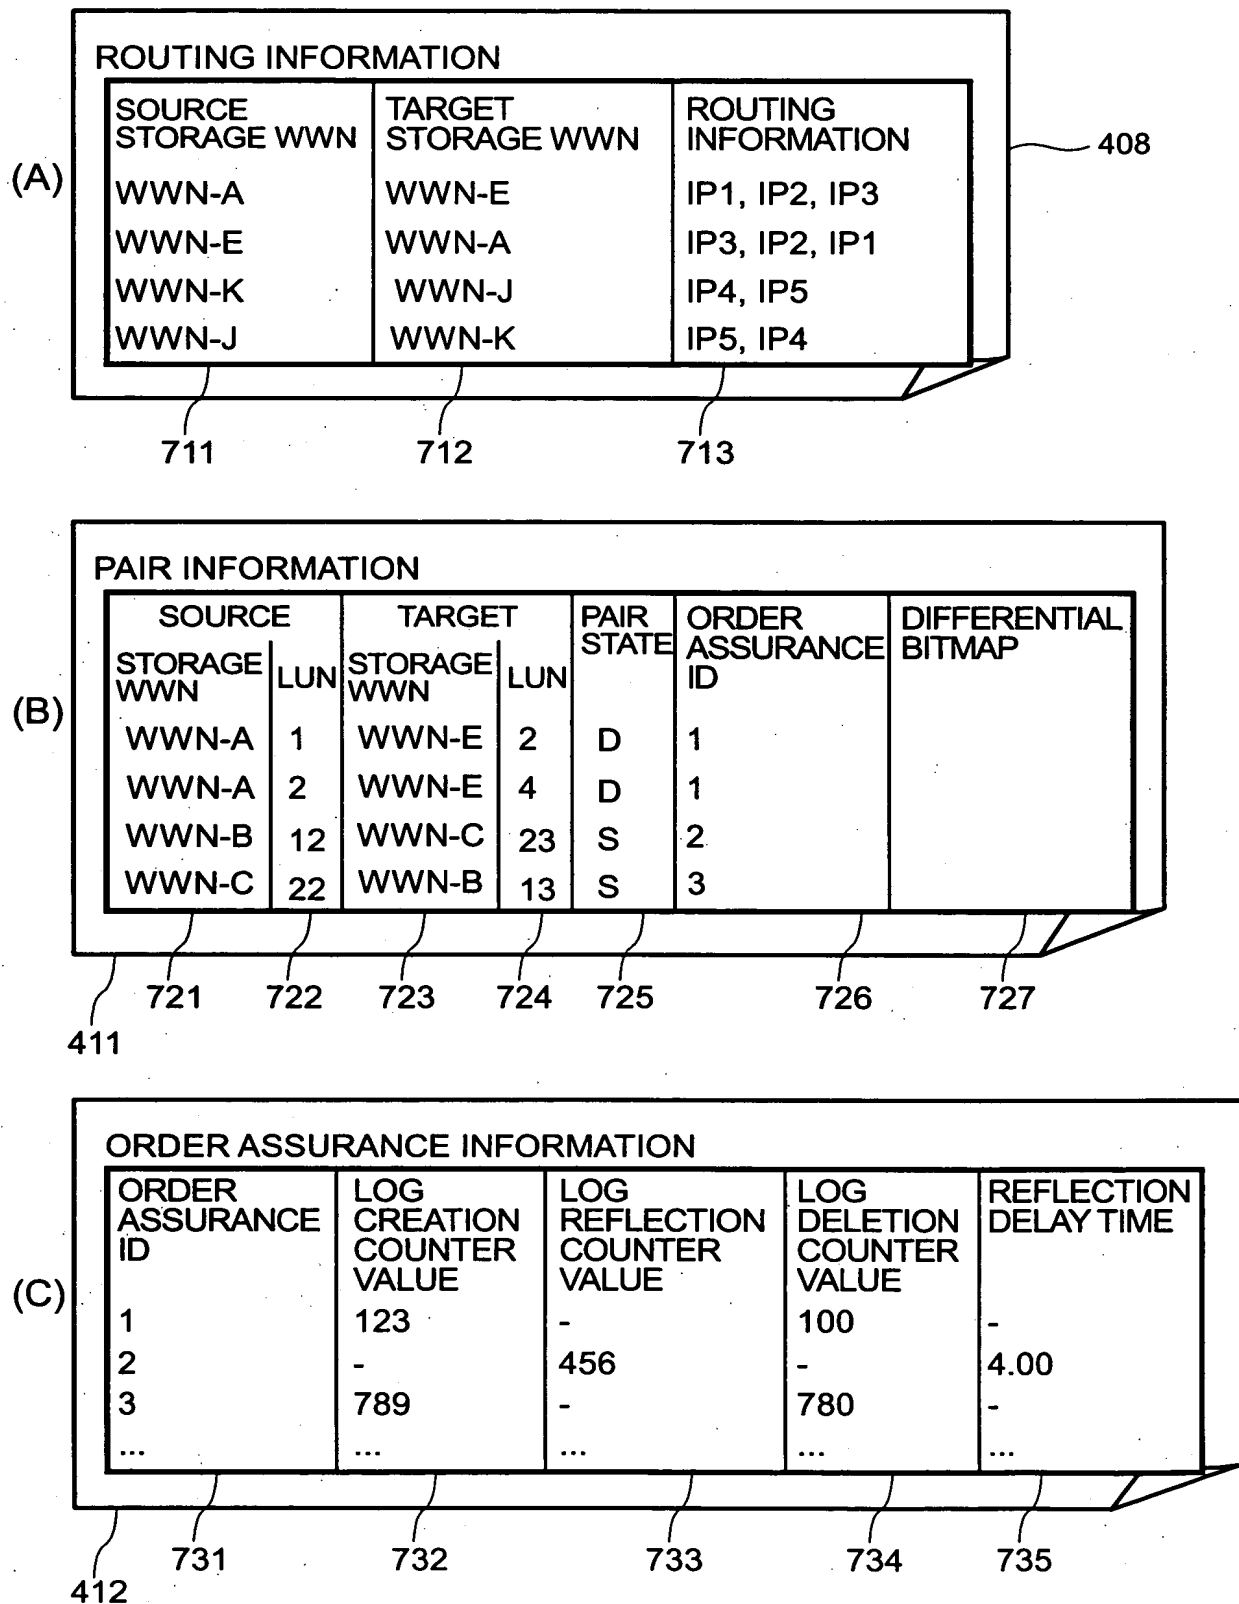 (A)
ROUTING INFORMATION
SOURCE STORAGE WWN TARGET STORAGE WWN ROUTING INFORMATION
WWN-A WWN-E IP1, IP2, IP3
WWN-E WWN-A IP3, IP2, IP1
WWN-K WWN-J IP4, IP5
WWN-J WWN-K IP5, IP4
408
711 712 713
(B)
PAIR INFORMATION
SOURCE TARGET PAIR STATE ORDER ASSURANCE ID DIFFERENTIAL BITMAP
STORAGE WWN LUN STORAGE WWN LUN
WWN-A 1 WWN-E 2 D 1
WWN-A 2 WWN-E 4 D 1
WWN-B 12 WWN-C 23 S 2
WWN-C 22 WWN-B 13 S 3
721 722 723 724 725 726 727
411
(C)
ORDER ASSURANCE INFORMATION
ORDER ASSURANCE ID LOG CREATION COUNTER VALUE LOG REFLECTION COUNTER VALUE LOG DELETION COUNTER VALUE REFLECTION DELAY TIME
1 123 - 100 -
2 - 456 - 4.00
3 789 - 780 -
... ... ... ... ...
731 732 733 734 735
412